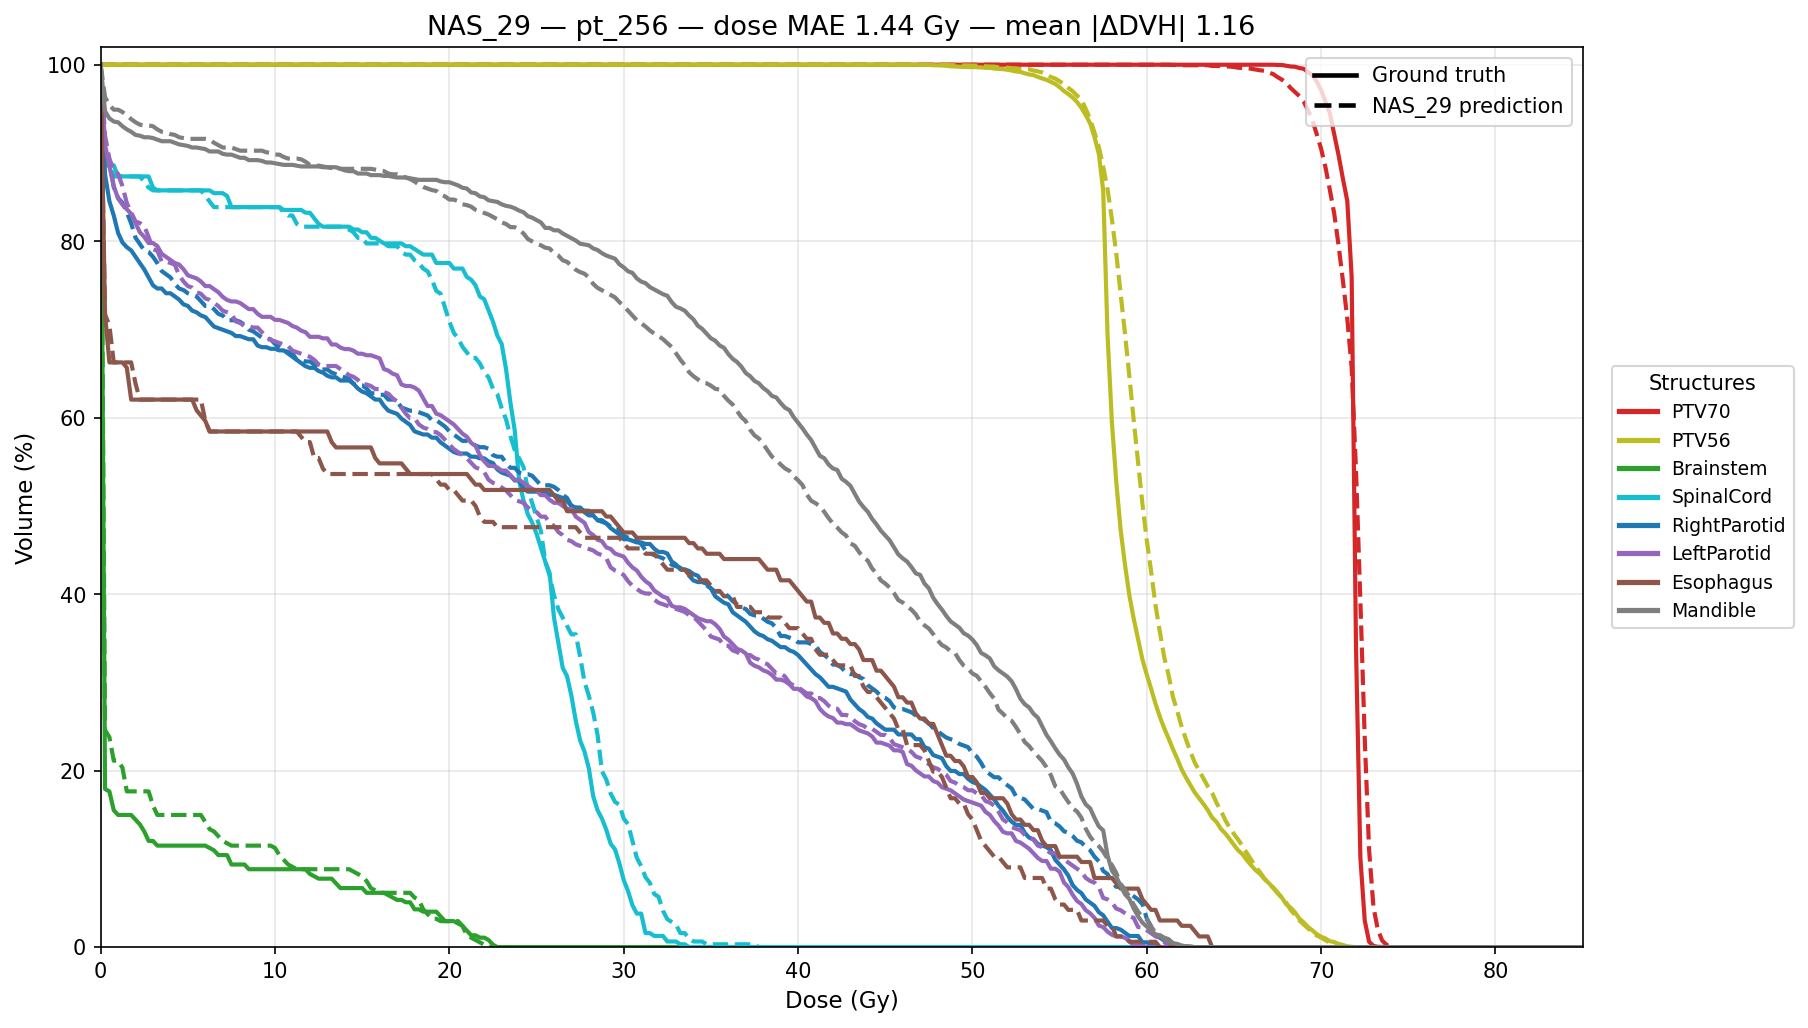 NAS_29 — pt_256 — dose MAE 1.44 Gy — mean |ΔDVH| 1.16
Ground truth
NAS_29 prediction
Volume (%)
100
80
60
40
20
0
0 10 20 30 40 50 60 70 80
Dose (Gy)
Structures
PTV70
PTV56
Brainstem
SpinalCord
RightParotid
LeftParotid
Esophagus
Mandible